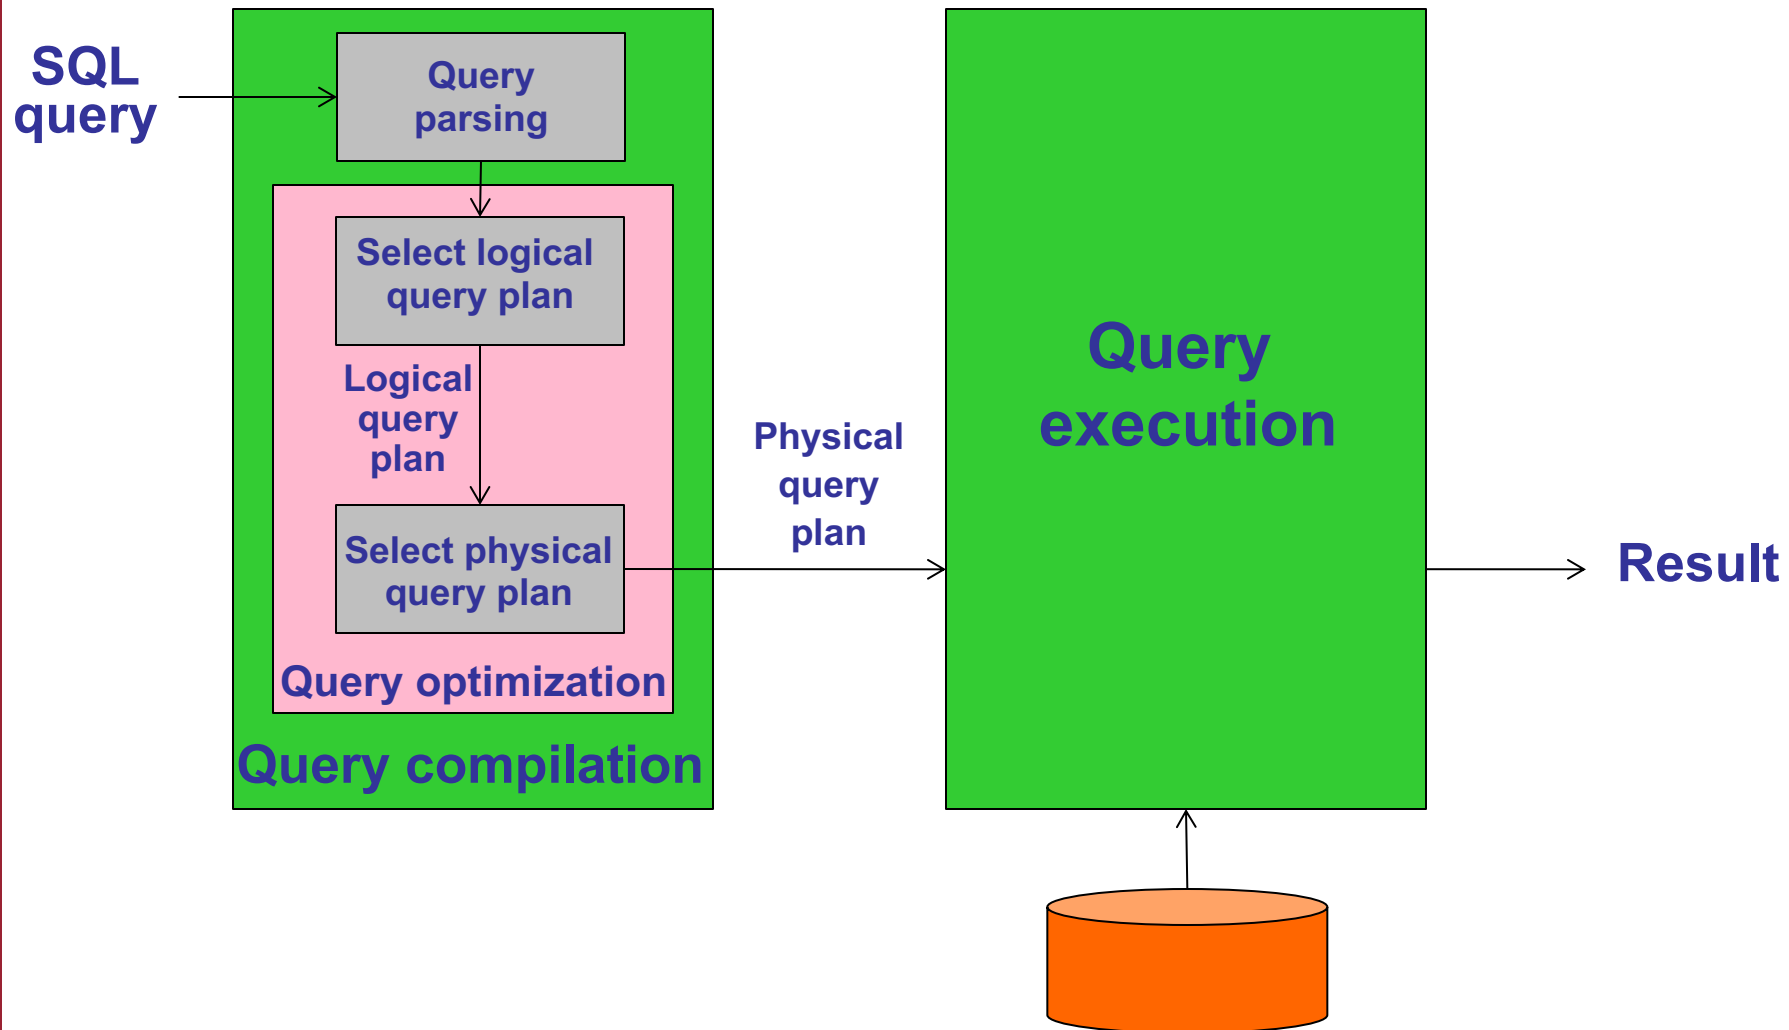 SQL
query
Query
parsing
Select logical
query plan
Logical
query
plan
Select physical
query plan
Query optimization
Query compilation
Physical
query
plan
Query
execution
Result